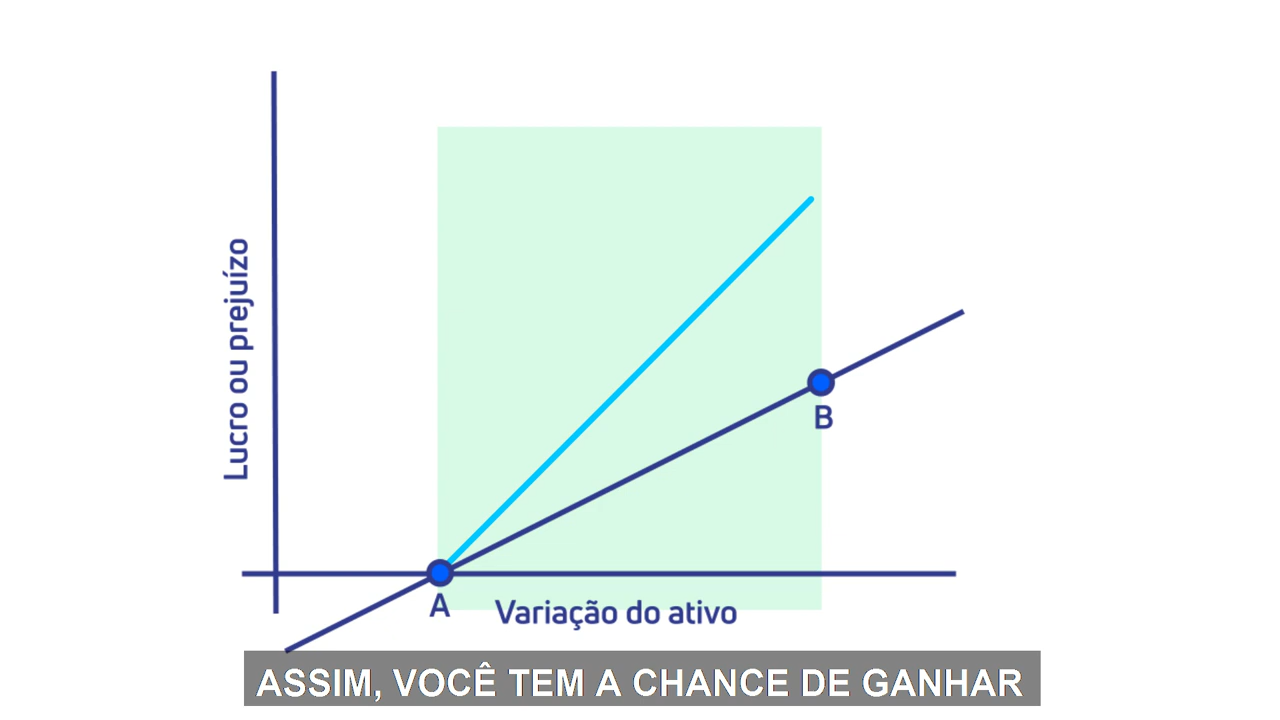 Lucro ou prejuízo
B
A
Variação do ativo
ASSIM, VOCÊ TEM A CHANCE DE GANHAR